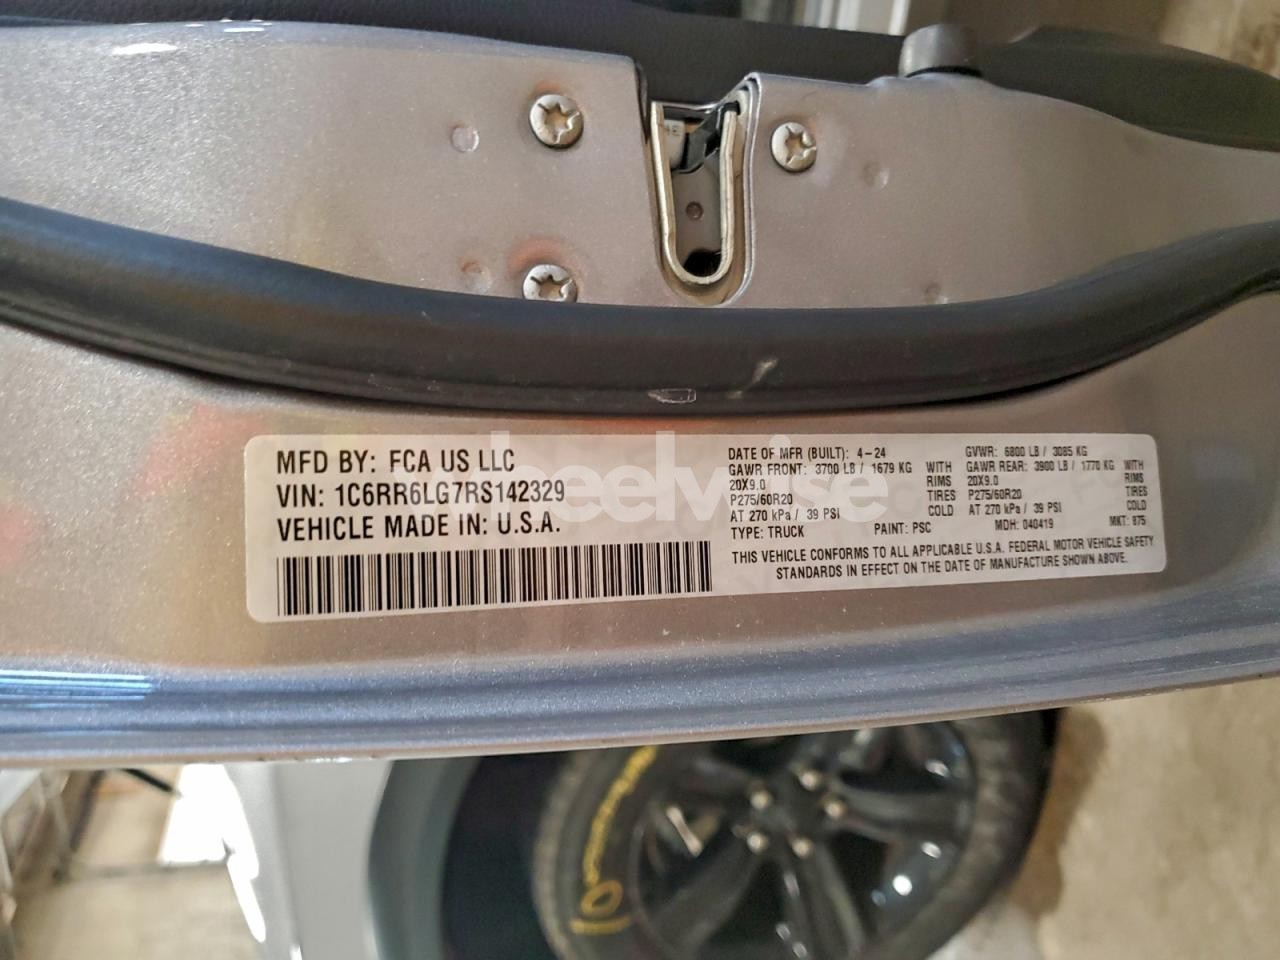 MFD BY: FCA US LLC
VIN: 1C6RR6LG7RS142329
VEHICLE MADE IN: U.S.A.
DATE OF MFR (BUILT): 4-24 GVWR: 6800 LB / 3085 KG
GAWR FRONT: 3700 LB / 1679 KG WITH GAWR REAR: 3900 LB / 1770 KG WITH
20X9.0 RIMS 20X9.0 RIMS
P275/60R20 TIRES P275/60R20 TIRES
AT 270 kPa / 39 PSI COLD AT 270 kPa / 39 PSI COLD
TYPE: TRUCK PAINT: PSC MDH: 040419 MKT: 875
THIS VEHICLE CONFORMS TO ALL APPLICABLE U.S.A. FEDERAL MOTOR VEHICLE SAFETY
STANDARDS IN EFFECT ON THE DATE OF MANUFACTURE SHOWN ABOVE.
wheelwise